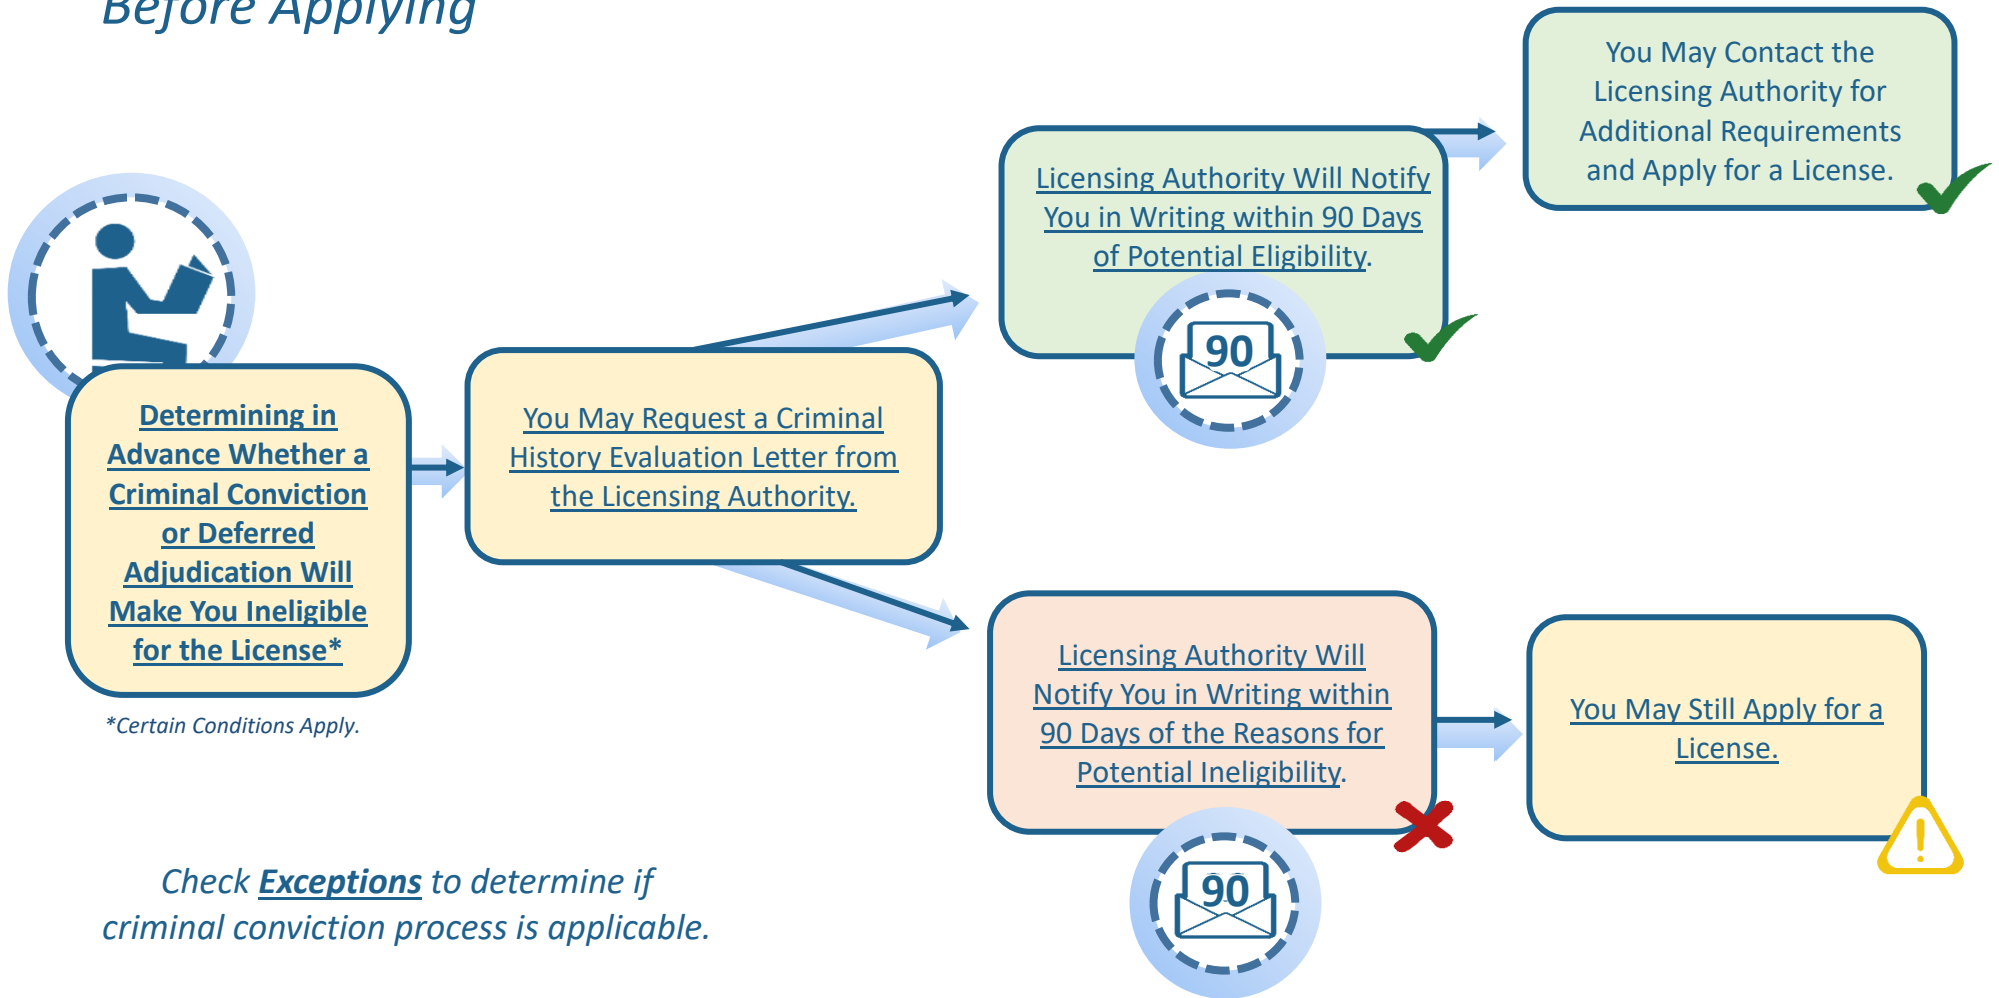 Before Applying
You May Contact the
Licensing Authority for
Additional Requirements
and Apply for a License.
Licensing Authority Will Notify
You in Writing within 90 Days
of Potential Eligibility.
90
Determining in
Advance Whether a
Criminal Conviction
or Deferred
Adjudication Will
Make You Ineligible
for the License*
*Certain Conditions Apply.
You May Request a Criminal
History Evaluation Letter from
the Licensing Authority.
Licensing Authority Will
Notify You in Writing within
90 Days of the Reasons for
Potential Ineligibility.
90
You May Still Apply for a
License.
Check Exceptions to determine if
criminal conviction process is applicable.